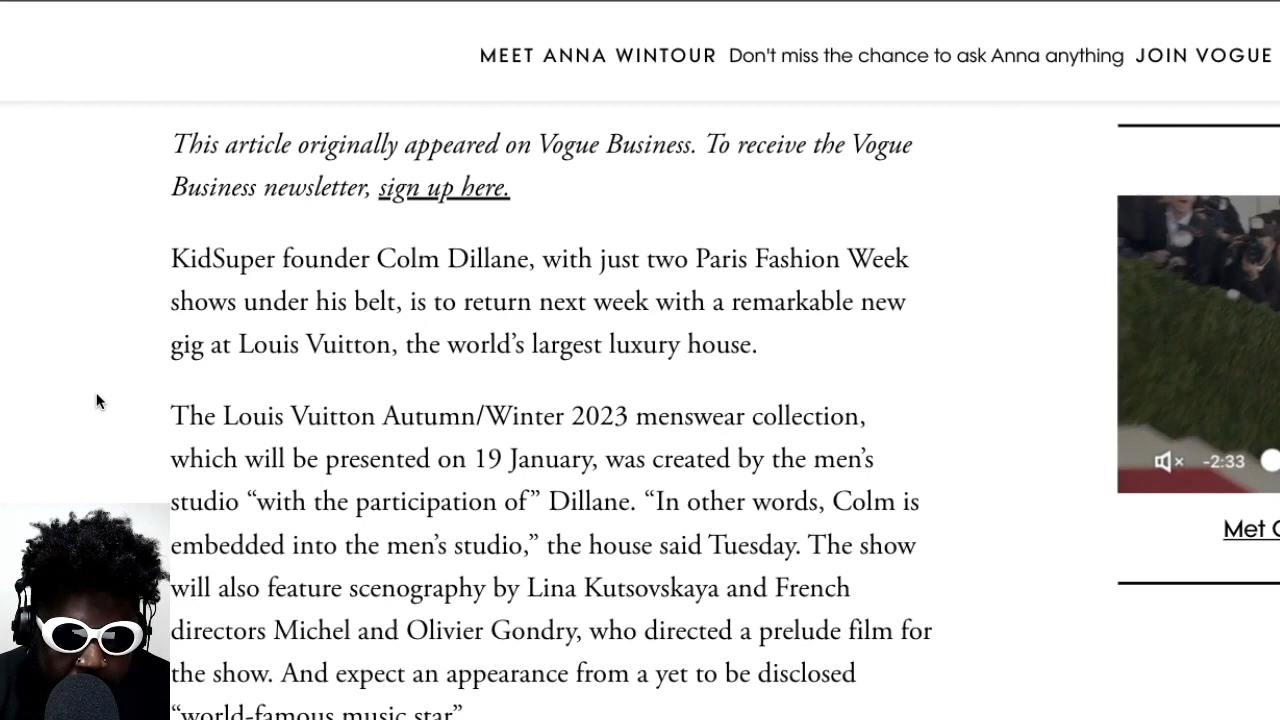 MEET ANNA WINTOUR Don't miss the chance to ask Anna anything JOIN VOGUE
This article originally appeared on Vogue Business. To receive the Vogue
Business newsletter, sign up here.
KidSuper founder Colm Dillane, with just two Paris Fashion Week
shows under his belt, is to return next week with a remarkable new
gig at Louis Vuitton, the world’s largest luxury house.
The Louis Vuitton Autumn/Winter 2023 menswear collection,
which will be presented on 19 January, was created by the men’s
studio “with the participation of” Dillane. “In other words, Colm is
embedded into the men’s studio,” the house said Tuesday. The show
will also feature scenography by Lina Kutsovskaya and French
directors Michel and Olivier Gondry, who directed a prelude film for
the show. And expect an appearance from a yet to be disclosed
“world-famous music star”
-2:33
Met